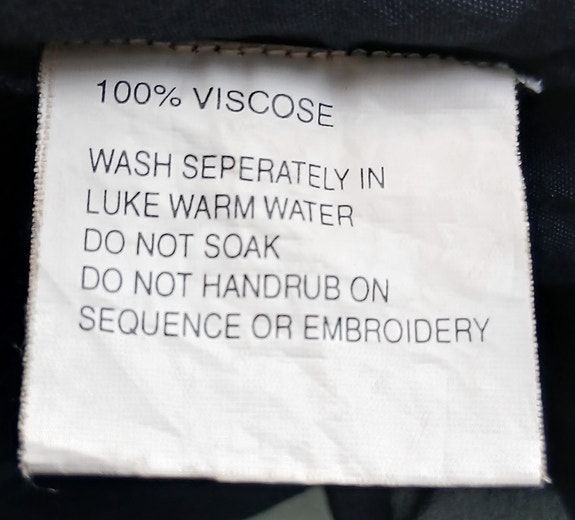 100% VISCOSE
WASH SEPERATELY IN
LUKE WARM WATER
DO NOT SOAK
DO NOT HANDRUB ON
SEQUENCE OR EMBROIDERY